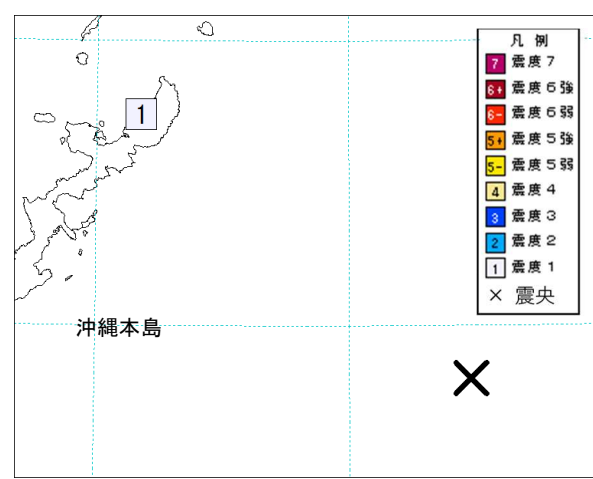 凡例
7 震度7
6+ 震度6強
6- 震度6弱
5+ 震度5強
5- 震度5弱
4 震度4
3 震度3
2 震度2
1 震度1
× 震央
1
沖縄本島